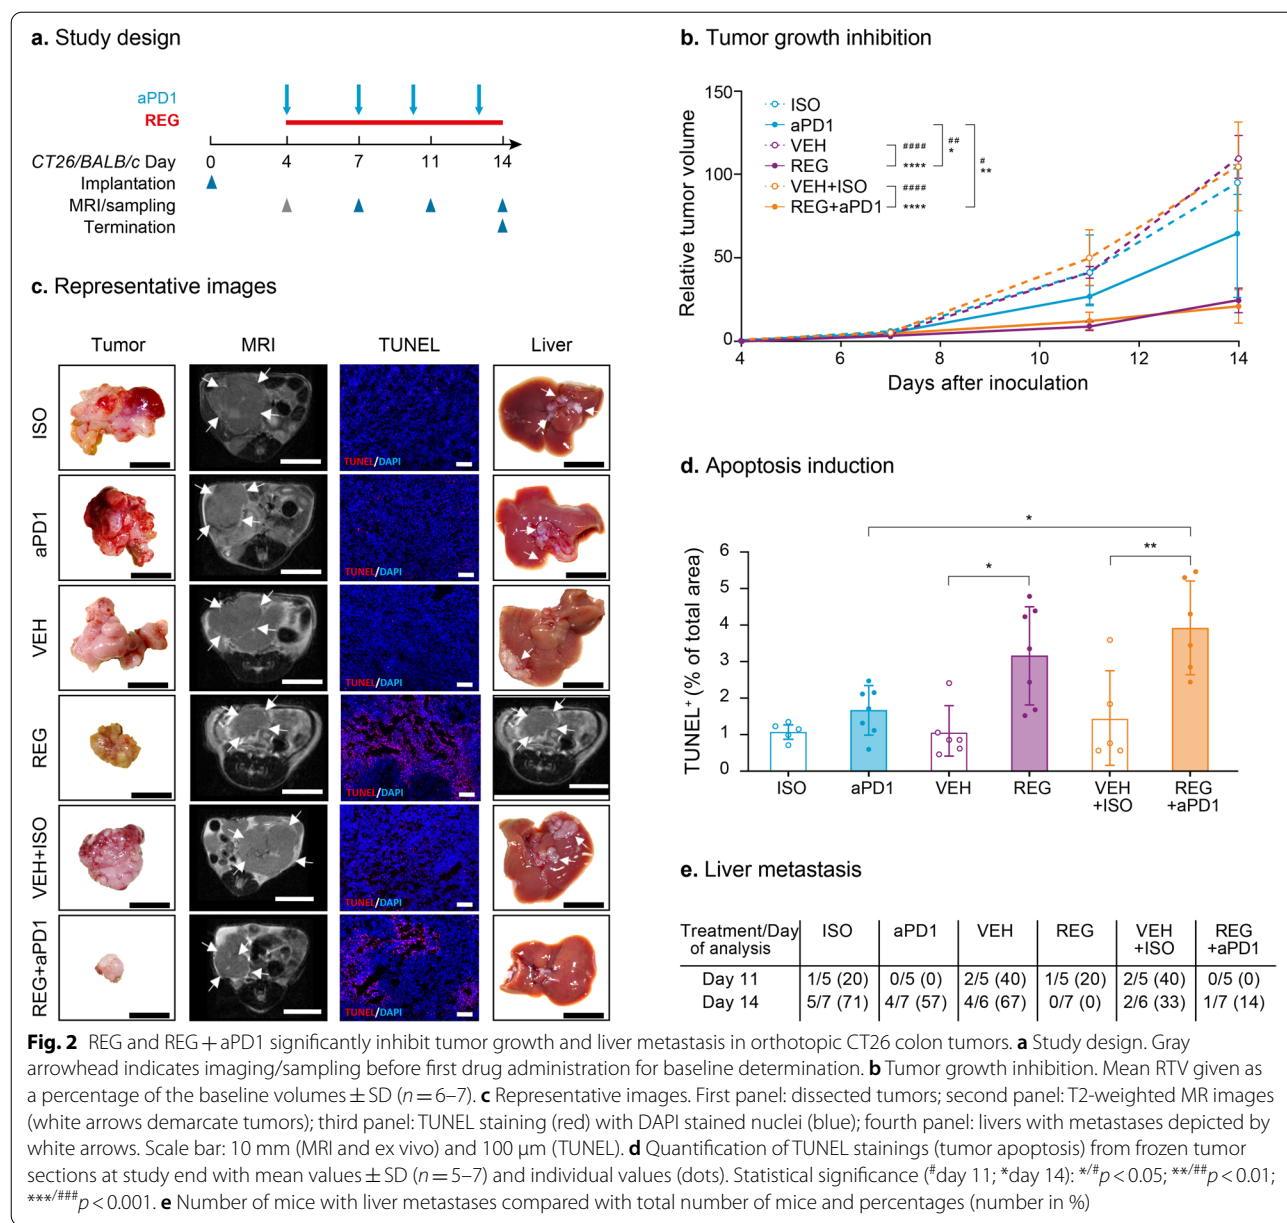 a. Study design
aPD1
REG
CT26/BALB/c Day 0 4 7 11 14
Implantation
MRI/sampling
Termination
b. Tumor growth inhibition
Relative tumor volume
150
100
50
0
4 6 8 10 12 14
Days after inoculation
ISO
aPD1
VEH
REG
VEH+ISO
REG+aPD1
####
****
####
****
##
*
#
**
c. Representative images
Tumor MRI TUNEL Liver
ISO
TUNEL/DAPI
aPD1
TUNEL/DAPI
VEH
TUNEL/DAPI
REG
TUNEL/DAPI
VEH+ISO
TUNEL/DAPI
REG+aPD1
TUNEL/DAPI
d. Apoptosis induction
TUNEL⁺ (% of total area)
6
5
4
3
2
1
0
*
*
**
ISO aPD1 VEH REG VEH +ISO REG +aPD1
e. Liver metastasis
Treatment/Day of analysis ISO aPD1 VEH REG VEH +ISO REG +aPD1
Day 11 1/5 (20) 0/5 (0) 2/5 (40) 1/5 (20) 2/5 (40) 0/5 (0)
Day 14 5/7 (71) 4/7 (57) 4/6 (67) 0/7 (0) 2/6 (33) 1/7 (14)
Fig. 2 REG and REG + aPD1 significantly inhibit tumor growth and liver metastasis in orthotopic CT26 colon tumors. a Study design. Gray
arrowhead indicates imaging/sampling before first drug administration for baseline determination. b Tumor growth inhibition. Mean RTV given as
a percentage of the baseline volumes ± SD (n = 6–7). c Representative images. First panel: dissected tumors; second panel: T2-weighted MR images
(white arrows demarcate tumors); third panel: TUNEL staining (red) with DAPI stained nuclei (blue); fourth panel: livers with metastases depicted by
white arrows. Scale bar: 10 mm (MRI and ex vivo) and 100 µm (TUNEL). d Quantification of TUNEL stainings (tumor apoptosis) from frozen tumor
sections at study end with mean values ± SD (n = 5–7) and individual values (dots). Statistical significance (#day 11; *day 14): */#p < 0.05; **/##p < 0.01;
***/###p < 0.001. e Number of mice with liver metastases compared with total number of mice and percentages (number in %)